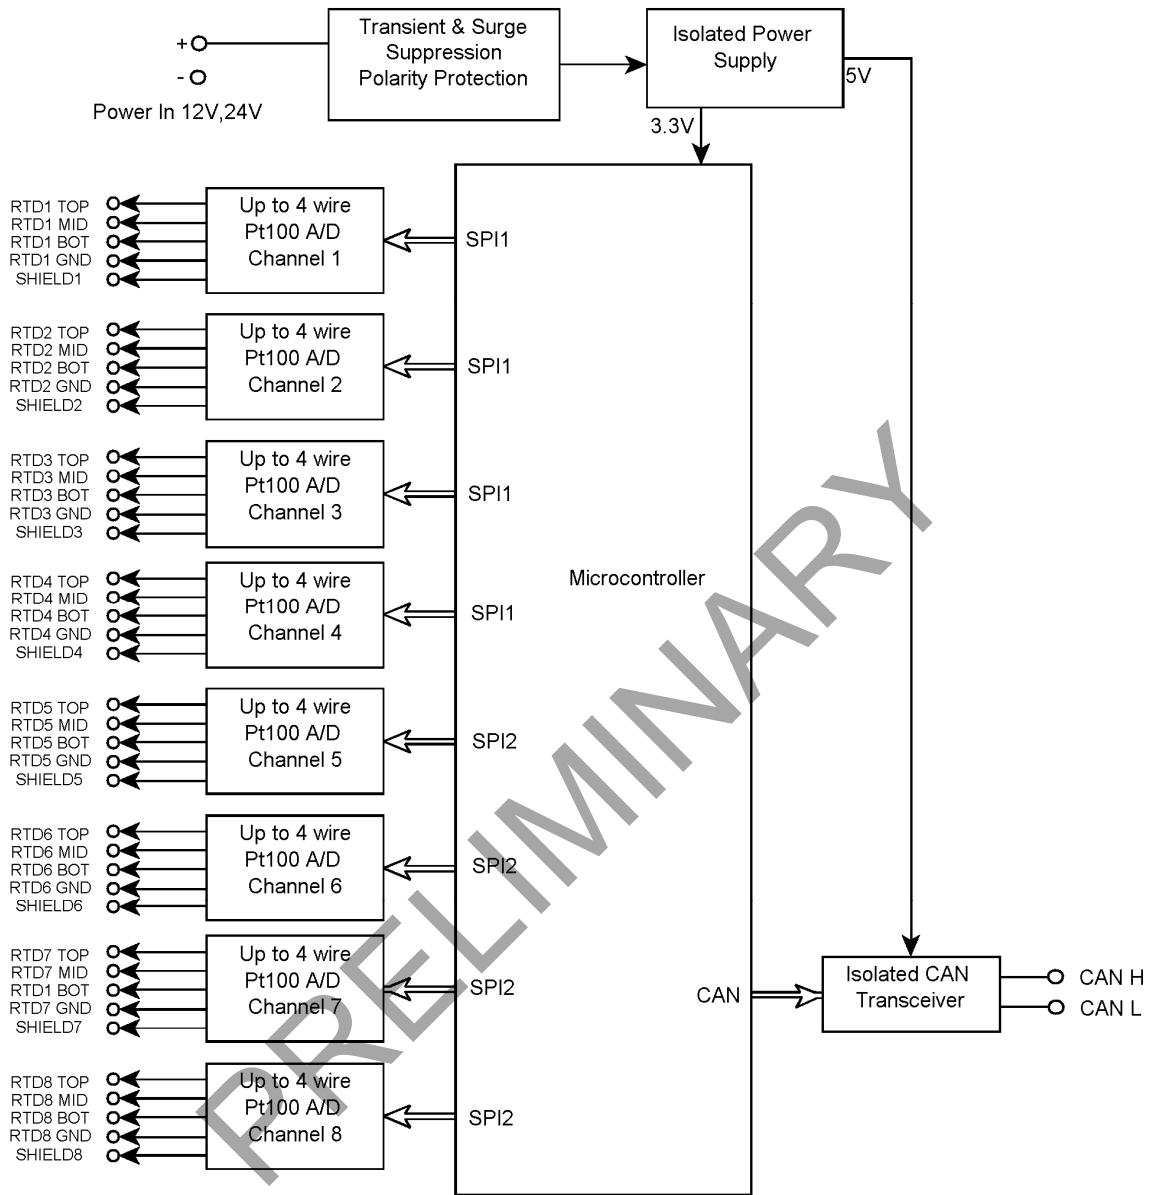 Transient & Surge
Suppression
Polarity Protection
Isolated Power
Supply
+
-
Power In 12V,24V
5V
3.3V
RTD1 TOP
RTD1 MID
RTD1 BOT
RTD1 GND
SHIELD1
Up to 4 wire
Pt100 A/D
Channel 1
SPI1
RTD2 TOP
RTD2 MID
RTD2 BOT
RTD2 GND
SHIELD2
Up to 4 wire
Pt100 A/D
Channel 2
SPI1
RTD3 TOP
RTD3 MID
RTD3 BOT
RTD3 GND
SHIELD3
Up to 4 wire
Pt100 A/D
Channel 3
SPI1
Microcontroller
RTD4 TOP
RTD4 MID
RTD4 BOT
RTD4 GND
SHIELD4
Up to 4 wire
Pt100 A/D
Channel 4
SPI1
RTD5 TOP
RTD5 MID
RTD5 BOT
RTD5 GND
SHIELD5
Up to 4 wire
Pt100 A/D
Channel 5
SPI2
RTD6 TOP
RTD6 MID
RTD6 BOT
RTD6 GND
SHIELD6
Up to 4 wire
Pt100 A/D
Channel 6
SPI2
RTD7 TOP
RTD7 MID
RTD1 BOT
RTD7 GND
SHIELD7
Up to 4 wire
Pt100 A/D
Channel 7
SPI2
CAN
Isolated CAN
Transceiver
CAN H
CAN L
RTD8 TOP
RTD8 MID
RTD8 BOT
RTD8 GND
SHIELD8
Up to 4 wire
Pt100 A/D
Channel 8
SPI2
PRELIMINARY